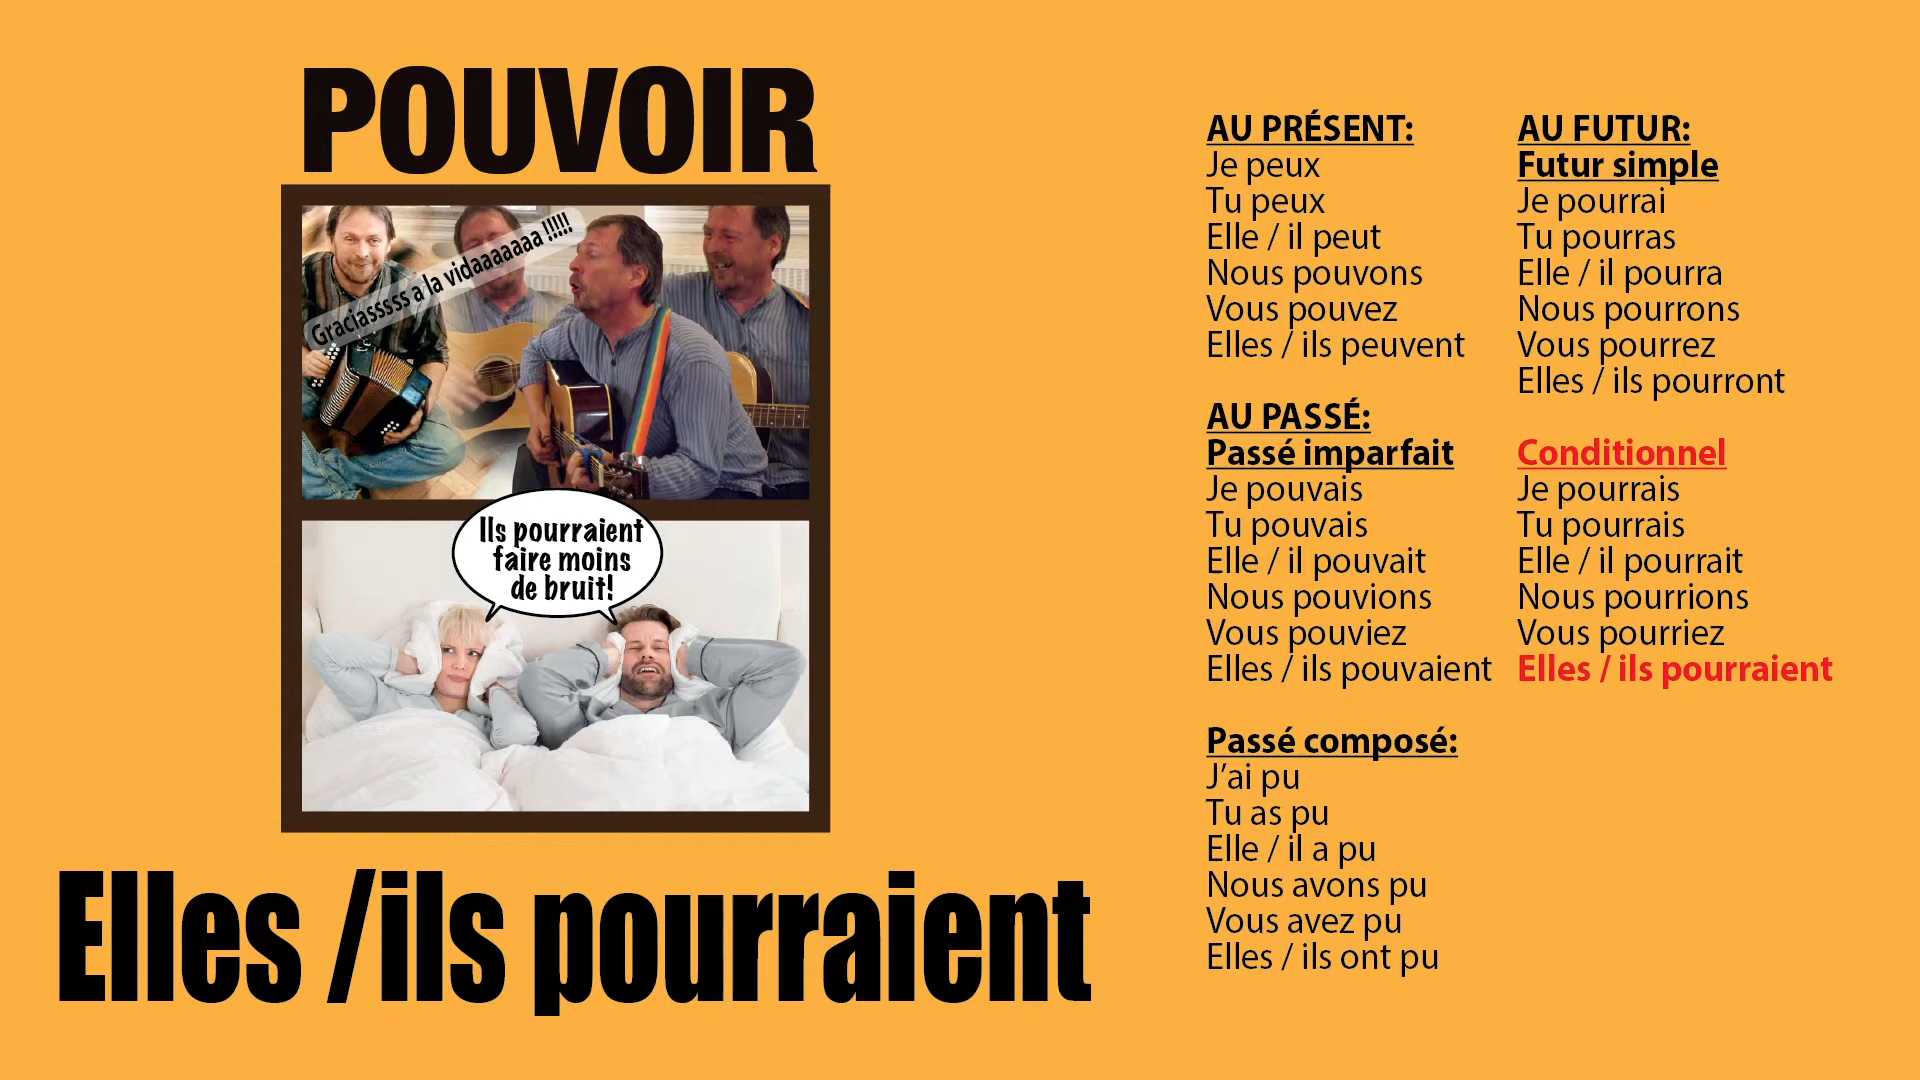 POUVOIR
Graciasssss a la vidaaaaaaa !!!!!
Ils pourraient
faire moins
de bruit!
Elles /ils pourraient
AU PRÉSENT:
Je peux
Tu peux
Elle / il peut
Nous pouvons
Vous pouvez
Elles / ils peuvent
AU PASSÉ:
Passé imparfait
Je pouvais
Tu pouvais
Elle / il pouvait
Nous pouvions
Vous pouviez
Elles / ils pouvaient
Passé composé:
J’ai pu
Tu as pu
Elle / il a pu
Nous avons pu
Vous avez pu
Elles / ils ont pu
AU FUTUR:
Futur simple
Je pourrai
Tu pourras
Elle / il pourra
Nous pourrons
Vous pourrez
Elles / ils pourront
Conditionnel
Je pourrais
Tu pourrais
Elle / il pourrait
Nous pourrions
Vous pourriez
Elles / ils pourraient